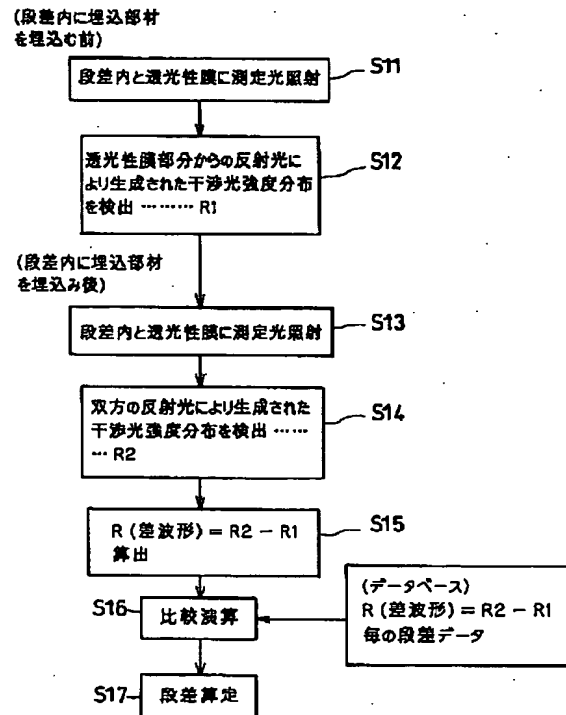 (段差内に埋込部材
を埋込む前)
段差内と透光性膜に測定光照射
S11
透光性膜部分からの反射光に
より生成された干渉光強度分布
を検出 ……… R1
S12
(段差内に埋込部材
を埋込み後)
段差内と透光性膜に測定光照射
S13
双方の反射光により生成された
干渉光強度分布を検出 ……
… R2
S14
R (差波形) = R2 − R1
算出
S15
(データベース)
R (差波形) = R2 − R1
毎の段差データ
S16
比較演算
S17
段差算定